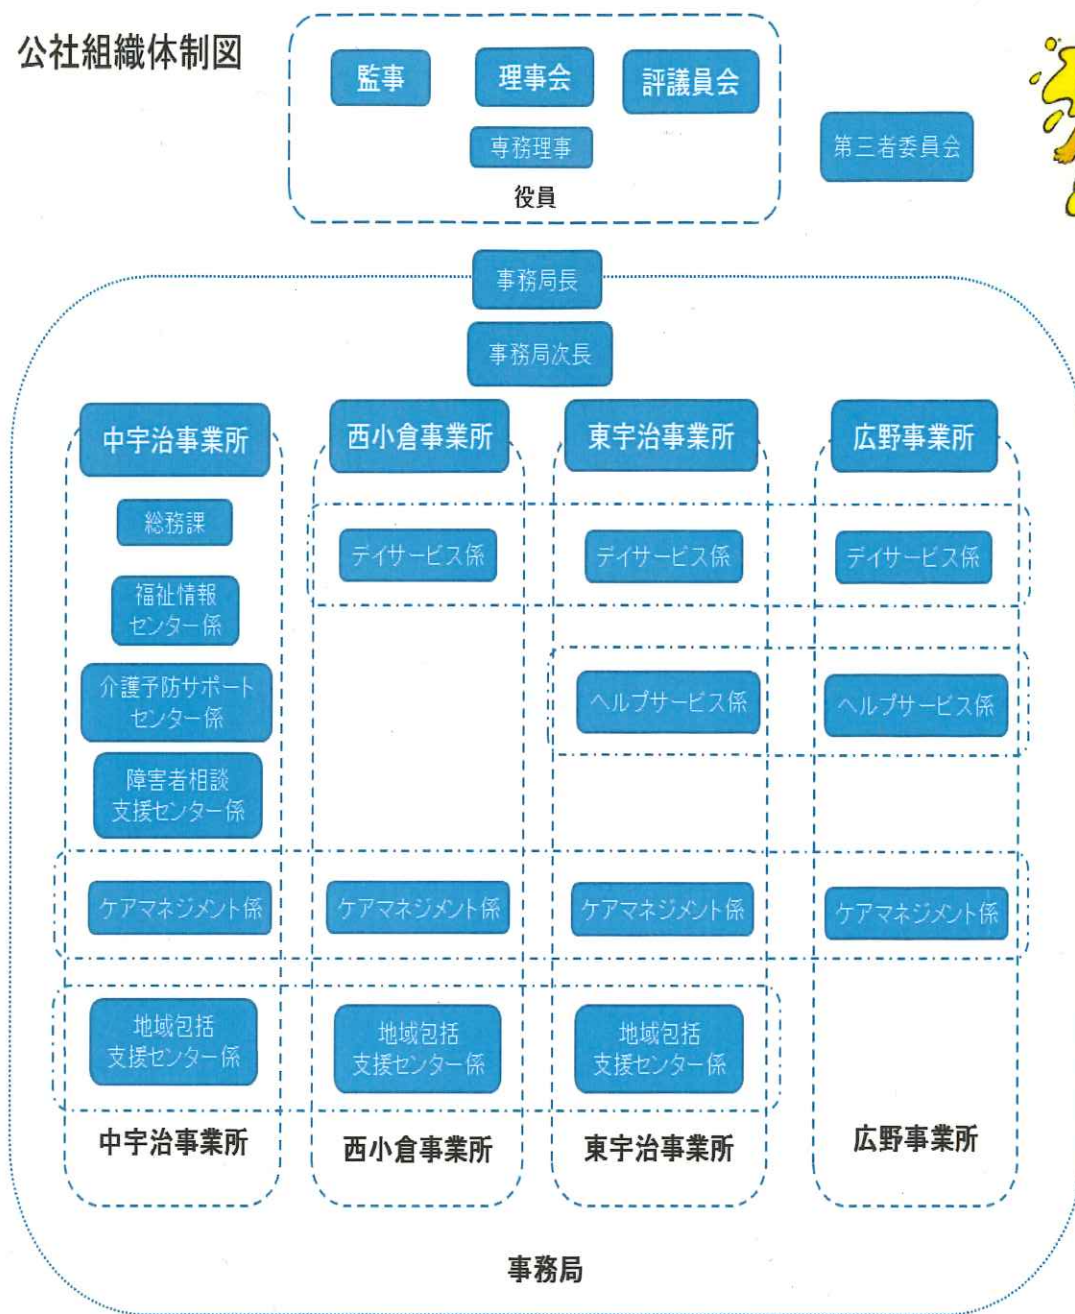 公社組織体制図
監事
理事会
評議員会
専務理事
役員
第三者委員会
事務局長
事務局次長
中宇治事業所
西小倉事業所
東宇治事業所
広野事業所
総務課
デイサービス係
デイサービス係
デイサービス係
福祉情報
センター係
ヘルプサービス係
ヘルプサービス係
介護予防サポート
センター係
障害者相談
支援センター係
ケアマネジメント係
ケアマネジメント係
ケアマネジメント係
ケアマネジメント係
地域包括
支援センター係
地域包括
支援センター係
地域包括
支援センター係
中宇治事業所
西小倉事業所
東宇治事業所
広野事業所
事務局